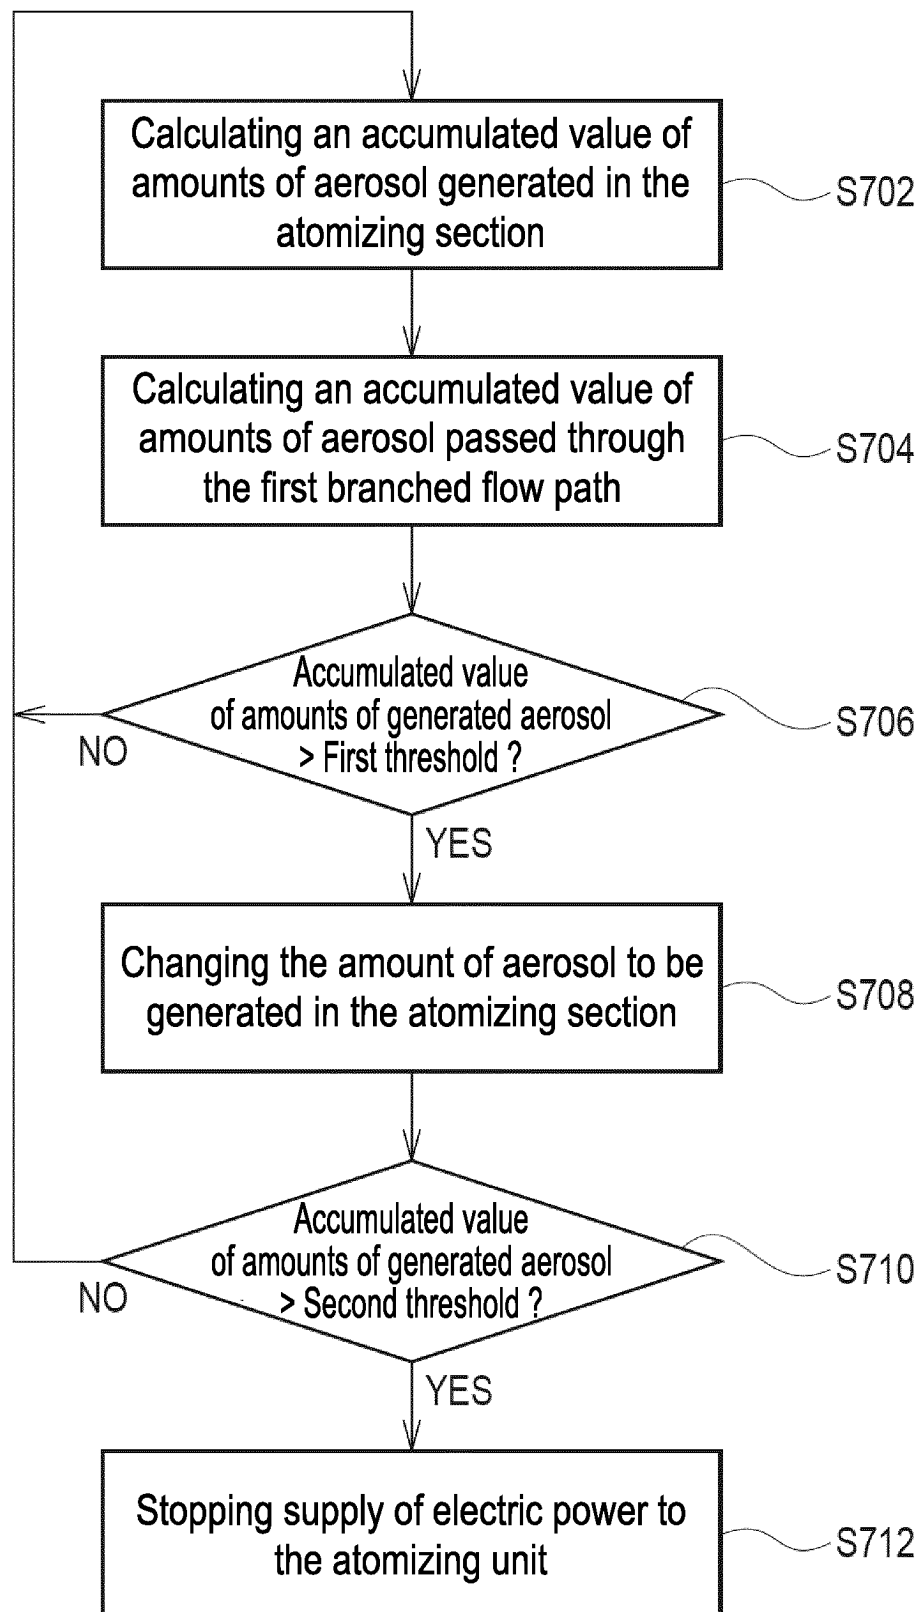 Calculating an accumulated value of
amounts of aerosol generated in the
atomizing section
S702
Calculating an accumulated value of
amounts of aerosol passed through
the first branched flow path
S704
Accumulated value
of amounts of generated aerosol
> First threshold ?
S706
NO
YES
Changing the amount of aerosol to be
generated in the atomizing section
S708
Accumulated value
of amounts of generated aerosol
> Second threshold ?
S710
NO
YES
Stopping supply of electric power to
the atomizing unit
S712